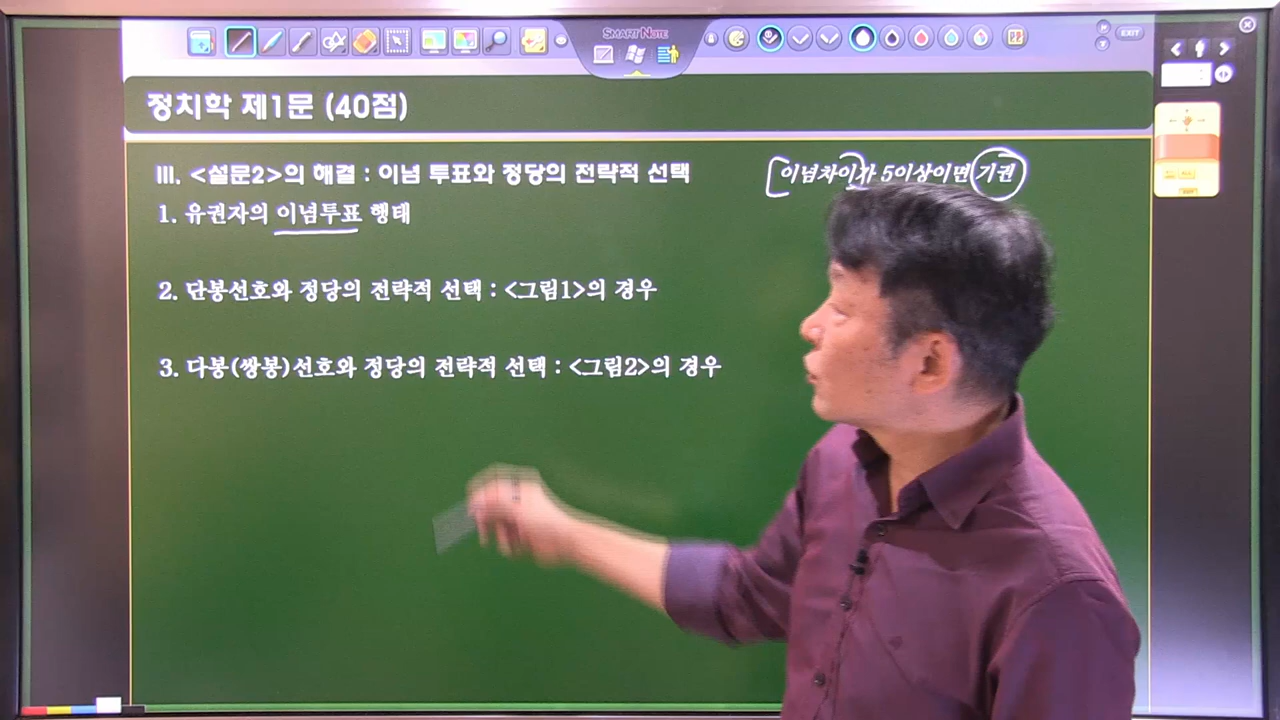 SMART NOTE
EXIT
정치학 제1문 (40점)
III. <설문2>의 해결 : 이념 투표와 정당의 전략적 선택
이념차이가 5이상이면 기권
1. 유권자의 이념투표 행태
2. 단봉선호와 정당의 전략적 선택 : <그림1>의 경우
3. 다봉(쌍봉)선호와 정당의 전략적 선택 : <그림2>의 경우